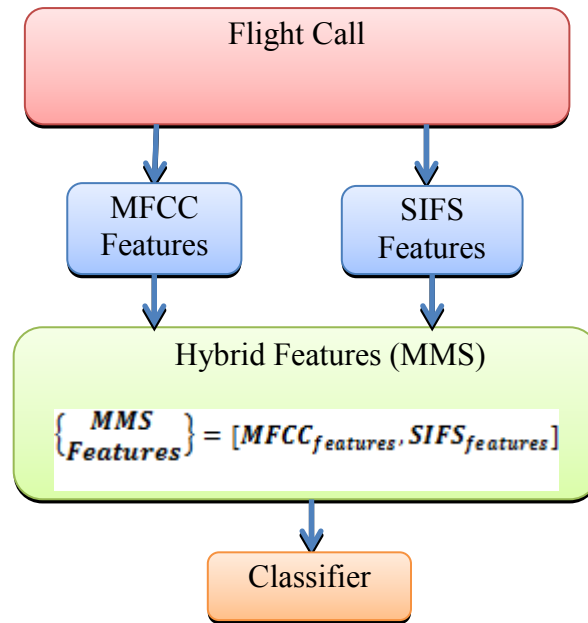 Flight Call
MFCC
Features
SIFS
Features
Hybrid Features (MMS)
{MMS Features} = [MFCC_features, SIFS_features]
Classifier